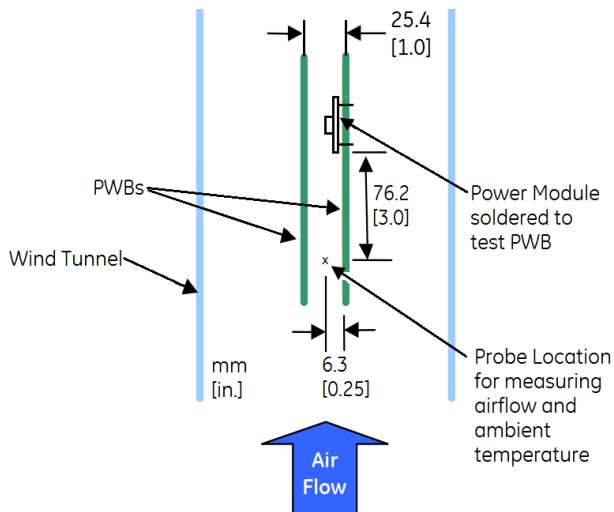 25.4
[1.0]
PWBs
76.2
[3.0]
Power Module
soldered to
test PWB
Wind Tunnel
x
mm
[in.]
6.3
[0.25]
Probe Location
for measuring
airflow and
ambient
temperature
Air
Flow